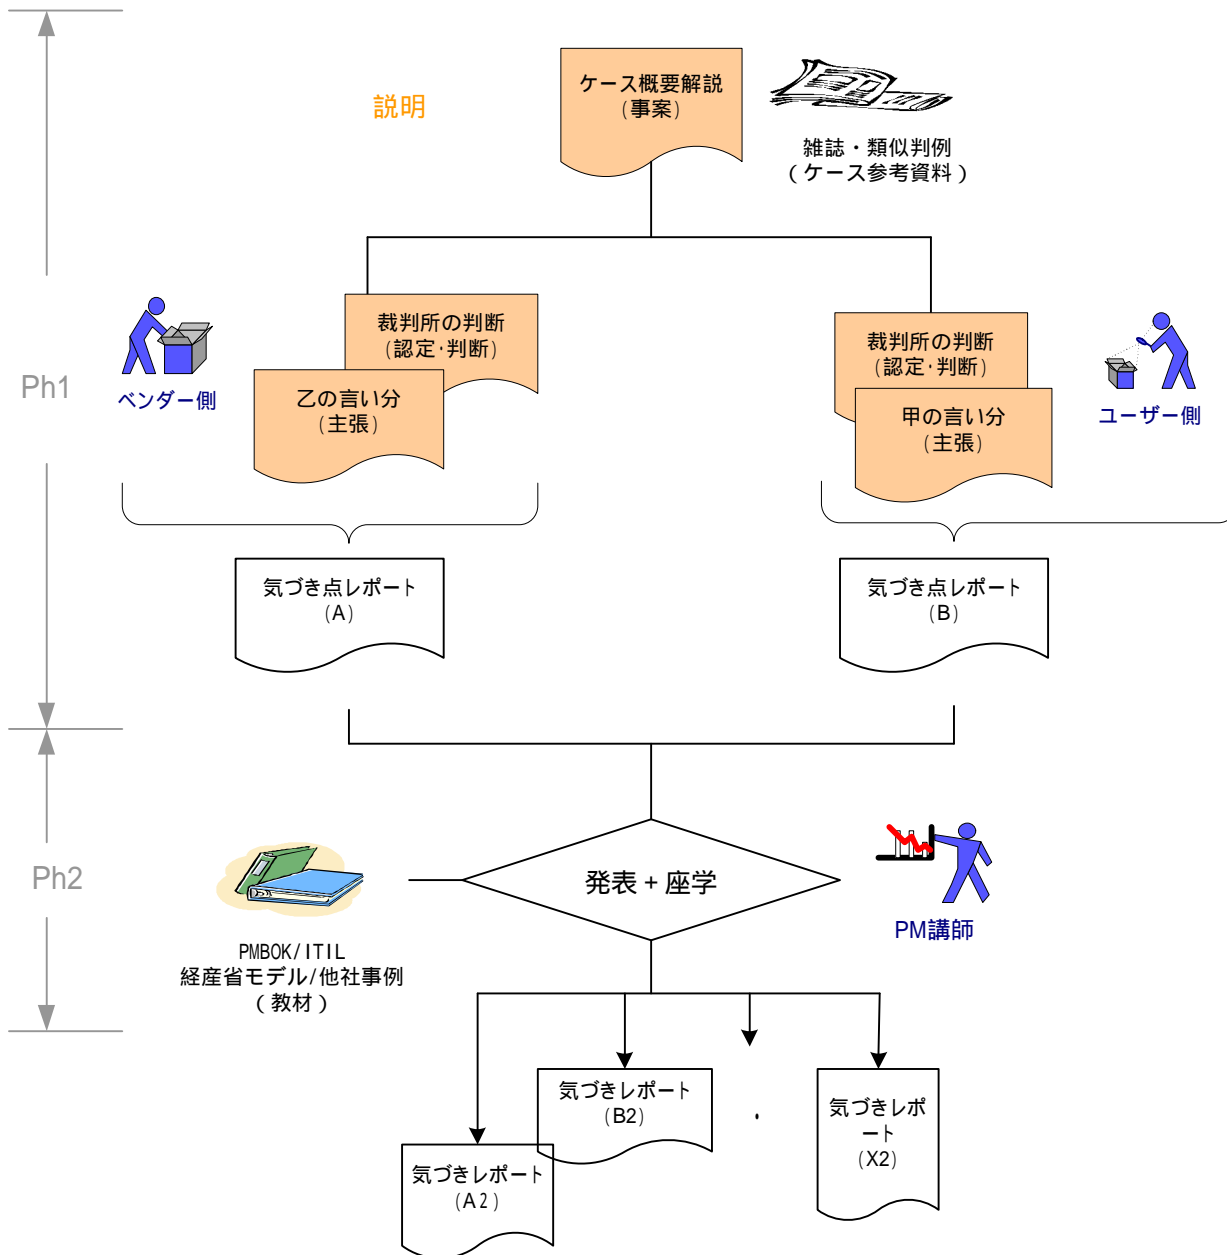 説明
ケース概要解説
(事案)
雑誌・類似判例
(ケース参考資料)
Ph1
裁判所の判断
(認定・判断)
乙の言い分
(主張)
ベンダー側
裁判所の判断
(認定・判断)
甲の言い分
(主張)
ユーザー側
気づき点レポート
(A)
気づき点レポート
(B)
Ph2
発表+座学
PMBOK/ITIL
経産省モデル/他社事例
(教材)
PM講師
気づきレポート
(B2)
気づきレポ
ート
(X2)
気づきレポート
(A2)